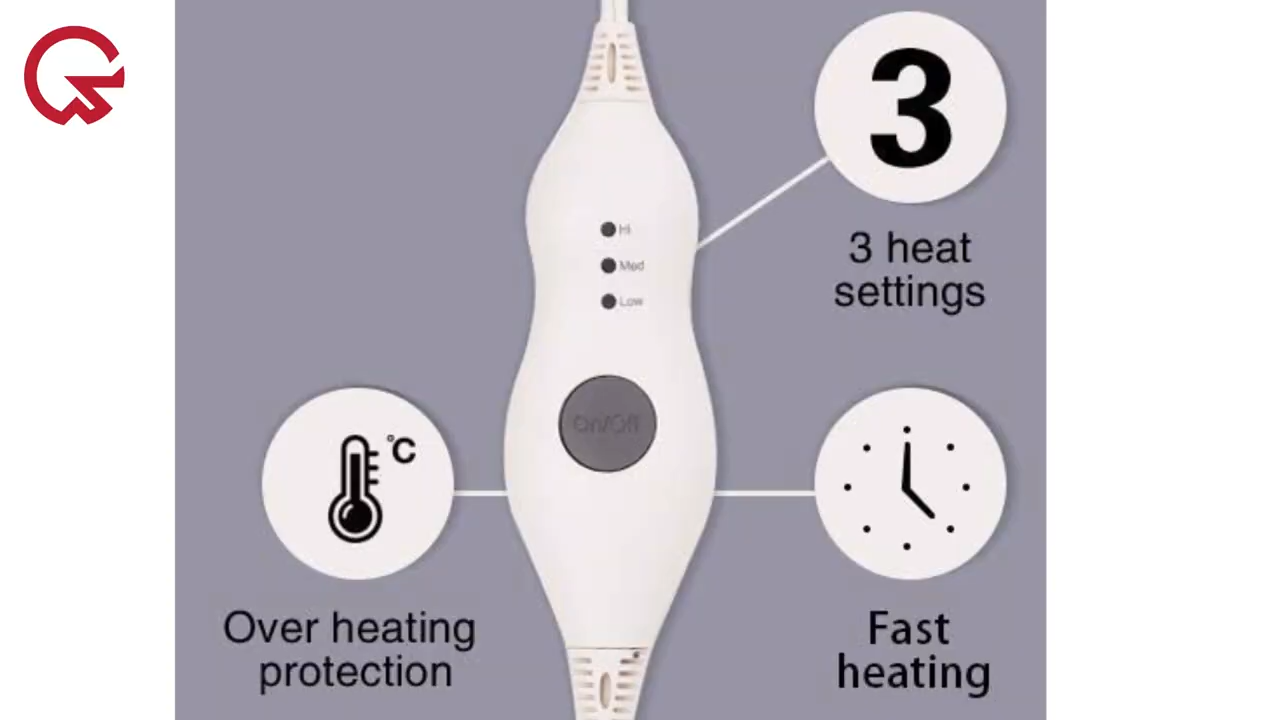 3
3 heat
settings
Hi
Med
Low
On/Off
°C
Over heating
protection
Fast
heating